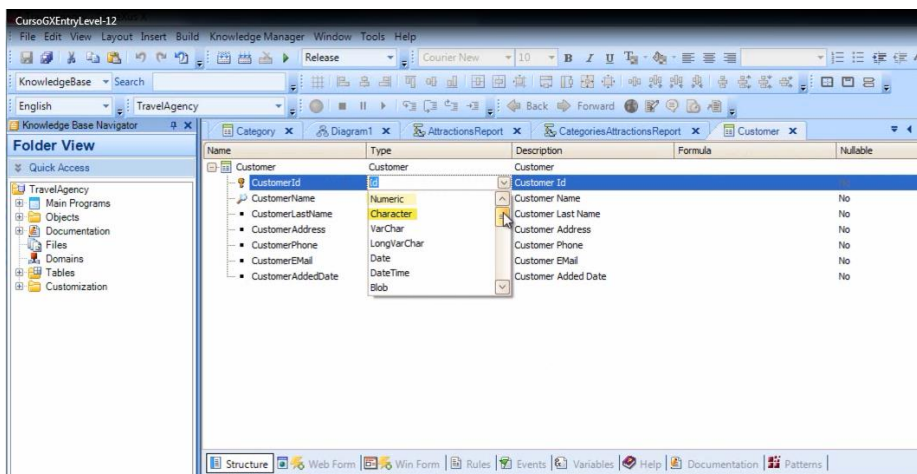 CursoGXEntryLevel-12
File Edit View Layout Insert Build Knowledge Manager Window Tools Help
Release Courier New 10 B I U
KnowledgeBase Search
English TravelAgency Back Forward
Knowledge Base Navigator
Category Diagram1 AttractionsReport CategoriesAttractionsReport Customer
Folder View
Quick Access
TravelAgency
Main Programs
Objects
Documentation
Files
Domains
Tables
Customization
Name Type Description Formula Nullable
Customer Customer Customer
CustomerId Id Customer Id
CustomerName Numeric Customer Name No
CustomerLastName Character Customer Last Name No
CustomerAddress VarChar Customer Address No
CustomerPhone LongVarChar Customer Phone No
CustomerEMail Date Customer EMail No
CustomerAddedDate DateTime Customer Added Date No
Blob
Structure Web Form Win Form Rules Events Variables Help Documentation Patterns